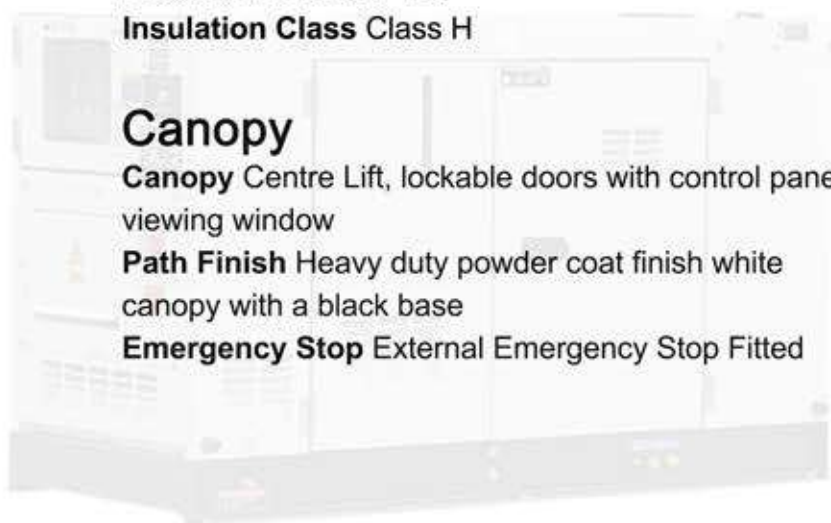 Insulation Class Class H
Canopy
Canopy Centre Lift, lockable doors with control pane
viewing window
Path Finish Heavy duty powder coat finish white
canopy with a black base
Emergency Stop External Emergency Stop Fitted